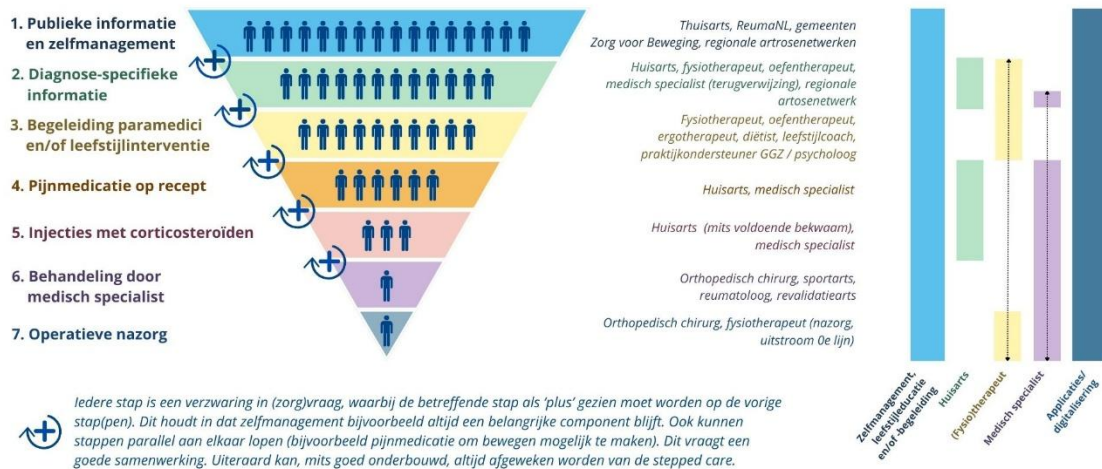 1. Publieke informatie
en zelfmanagement
Thuisarts, ReumaNL, gemeenten
Zorg voor Beweging, regionale artrosenetwerken
2. Diagnose-specifieke
informatie
Huisarts, fysiotherapeut, oefentherapeut,
medisch specialist (terugverwijzing), regionale
artosenetwerk
3. Begeleiding paramedici
en/of leefstijlinterventie
Fysiotherapeut, oefentherapeut,
ergotherapeut, diëtist, leefstijlcoach,
praktijkondersteuner GGZ / psycholoog
4. Pijnmedicatie op recept
Huisarts, medisch specialist
5. Injecties met corticosteroïden
Huisarts (mits voldoende bekwaam),
medisch specialist
6. Behandeling door
medisch specialist
Orthopedisch chirurg, sportarts,
reumatoloog, revalidatiearts
7. Operatieve nazorg
Orthopedisch chirurg, fysiotherapeut (nazorg,
uitstroom 0e lijn)
Zelfmanagement,
leefstijleducatie
en/of -begeleiding
Huisarts
(Fysio)therapeut
Medisch specialist
Applicaties/
digitalisering
Iedere stap is een verzwaring in (zorg)vraag, waarbij de betreffende stap als 'plus' gezien moet worden op de vorige
stap(pen). Dit houdt in dat zelfmanagement bijvoorbeeld altijd een belangrijke component blijft. Ook kunnen
stappen parallel aan elkaar lopen (bijvoorbeeld pijnmedicatie om bewegen mogelijk te maken). Dit vraagt een
goede samenwerking. Uiteraard kan, mits goed onderbouwd, altijd afgeweken worden van de stepped care.